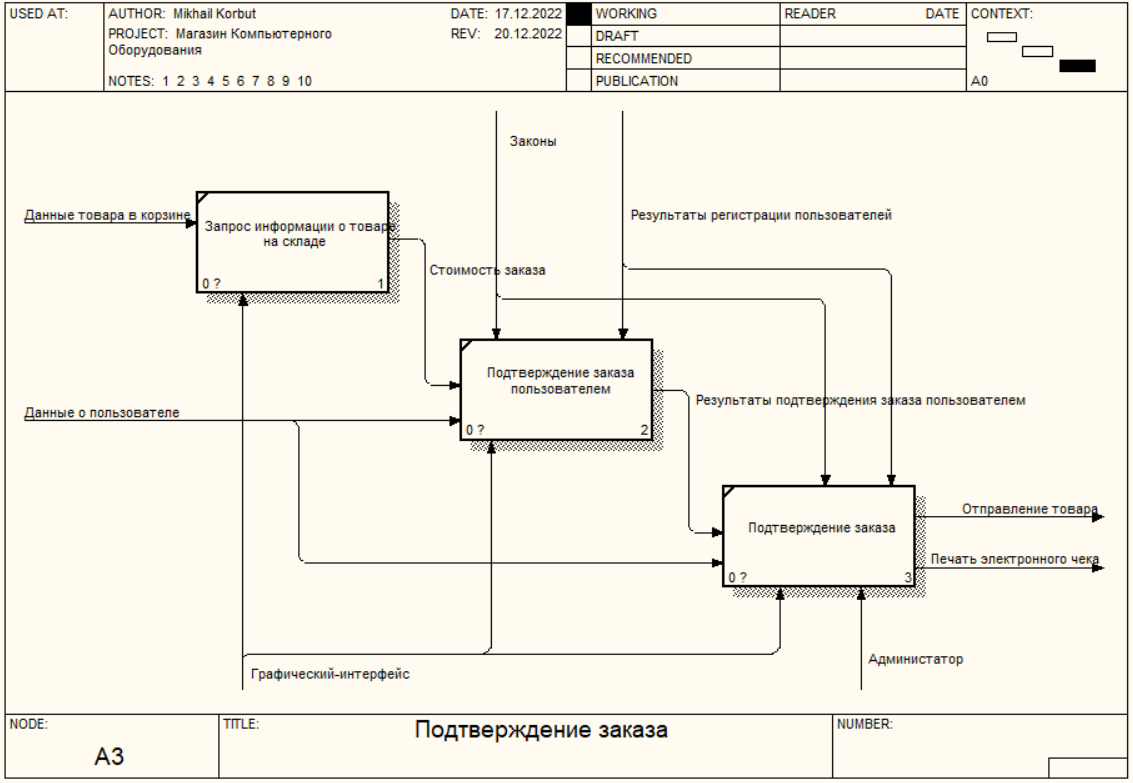 USED AT:
AUTHOR: Mikhail Korbut
DATE: 17.12.2022
PROJECT: Магазин Компьютерного
Оборудования
REV: 20.12.2022
NOTES: 1 2 3 4 5 6 7 8 9 10
WORKING
DRAFT
RECOMMENDED
PUBLICATION
READER
DATE
CONTEXT:
A0
Законы
Данные товара в корзине
Результаты регистрации пользователей
Запрос информации о товаре
на складе
0 ?
1
Стоимость заказа
Подтверждение заказа
пользователем
0 ?
2
Данные о пользователе
Результаты подтверждения заказа пользователем
Отправление товара
Подтверждение заказа
Печать электронного чека
0 ?
3
Администатор
Графический-интерфейс
NODE:
A3
TITLE:
Подтверждение заказа
NUMBER: